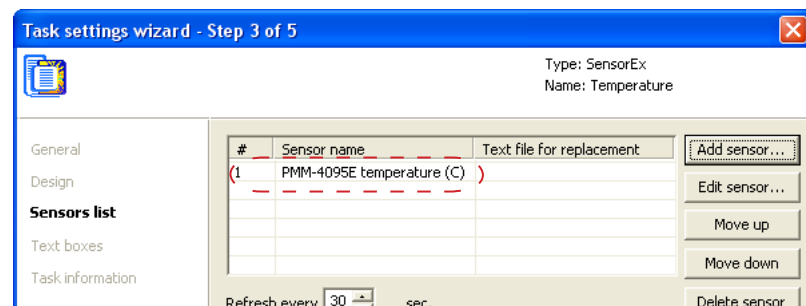 Task settings wizard - Step 3 of 5
Type: SensorEx
Name: Temperature
General
Design
Sensors list
Text boxes
Task information
# Sensor name Text file for replacement
1 PMM-4095E temperature (C)
Refresh every 30 sec
Add sensor...
Edit sensor...
Move up
Move down
Delete sensor